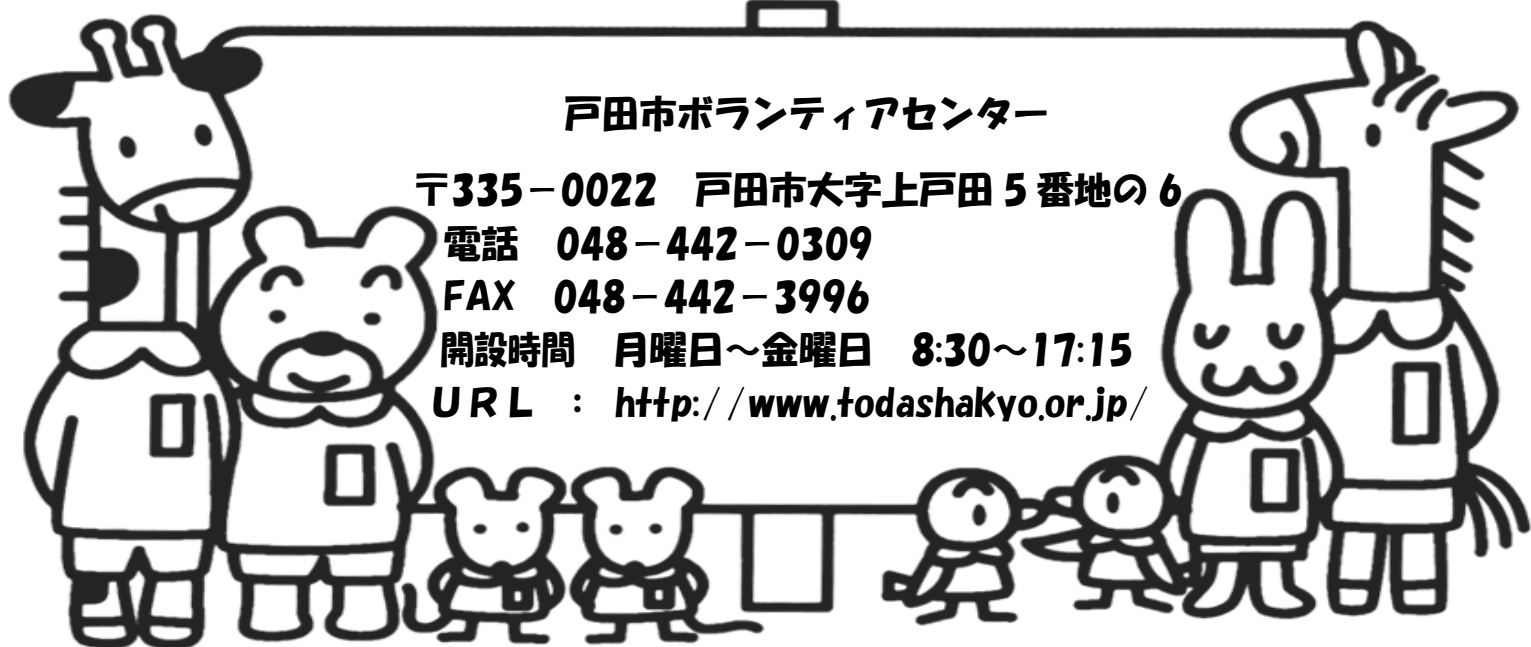 戸田市ボランティアセンター
〒335－0022　戸田市大字上戸田５番地の６
電話　048－442－0309
FAX　048－442－3996
開設時間　月曜日～金曜日　8:30～17:15
ＵＲＬ　：　http://www.todashakyo.or.jp/